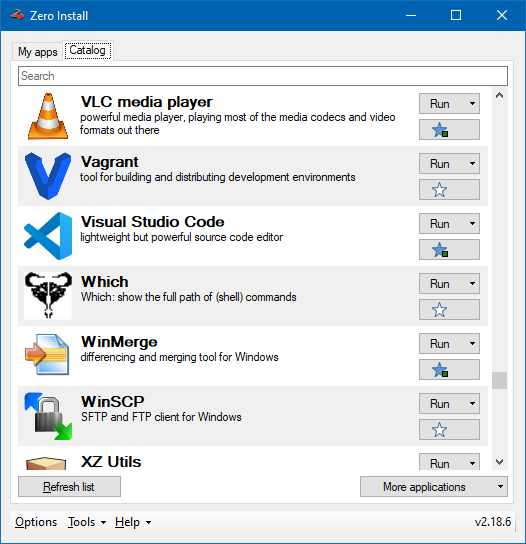 Zero Install
My apps
Catalog
Search
VLC media player
powerful media player, playing most of the media codecs and video
formats out there
Run
Vagrant
tool for building and distributing development environments
Run
Visual Studio Code
lightweight but powerful source code editor
Run
Which
Which: show the full path of (shell) commands
Run
WinMerge
differencing and merging tool for Windows
Run
WinSCP
SFTP and FTP client for Windows
Run
XZ Utils
Run
Refresh list
More applications
Options
Tools
Help
v2.18.6